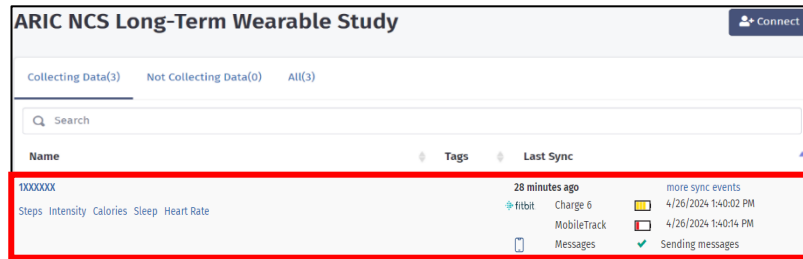 ARIC NCS Long-Term Wearable Study
Connect
Collecting Data(3) Not Collecting Data(0) All(3)
Search
Name Tags Last Sync
1XXXXXX 28 minutes ago more sync events
Steps Intensity Calories Sleep Heart Rate fitbit Charge 6 4/26/2024 1:40:02 PM
MobileTrack 4/26/2024 1:40:14 PM
Messages Sending messages